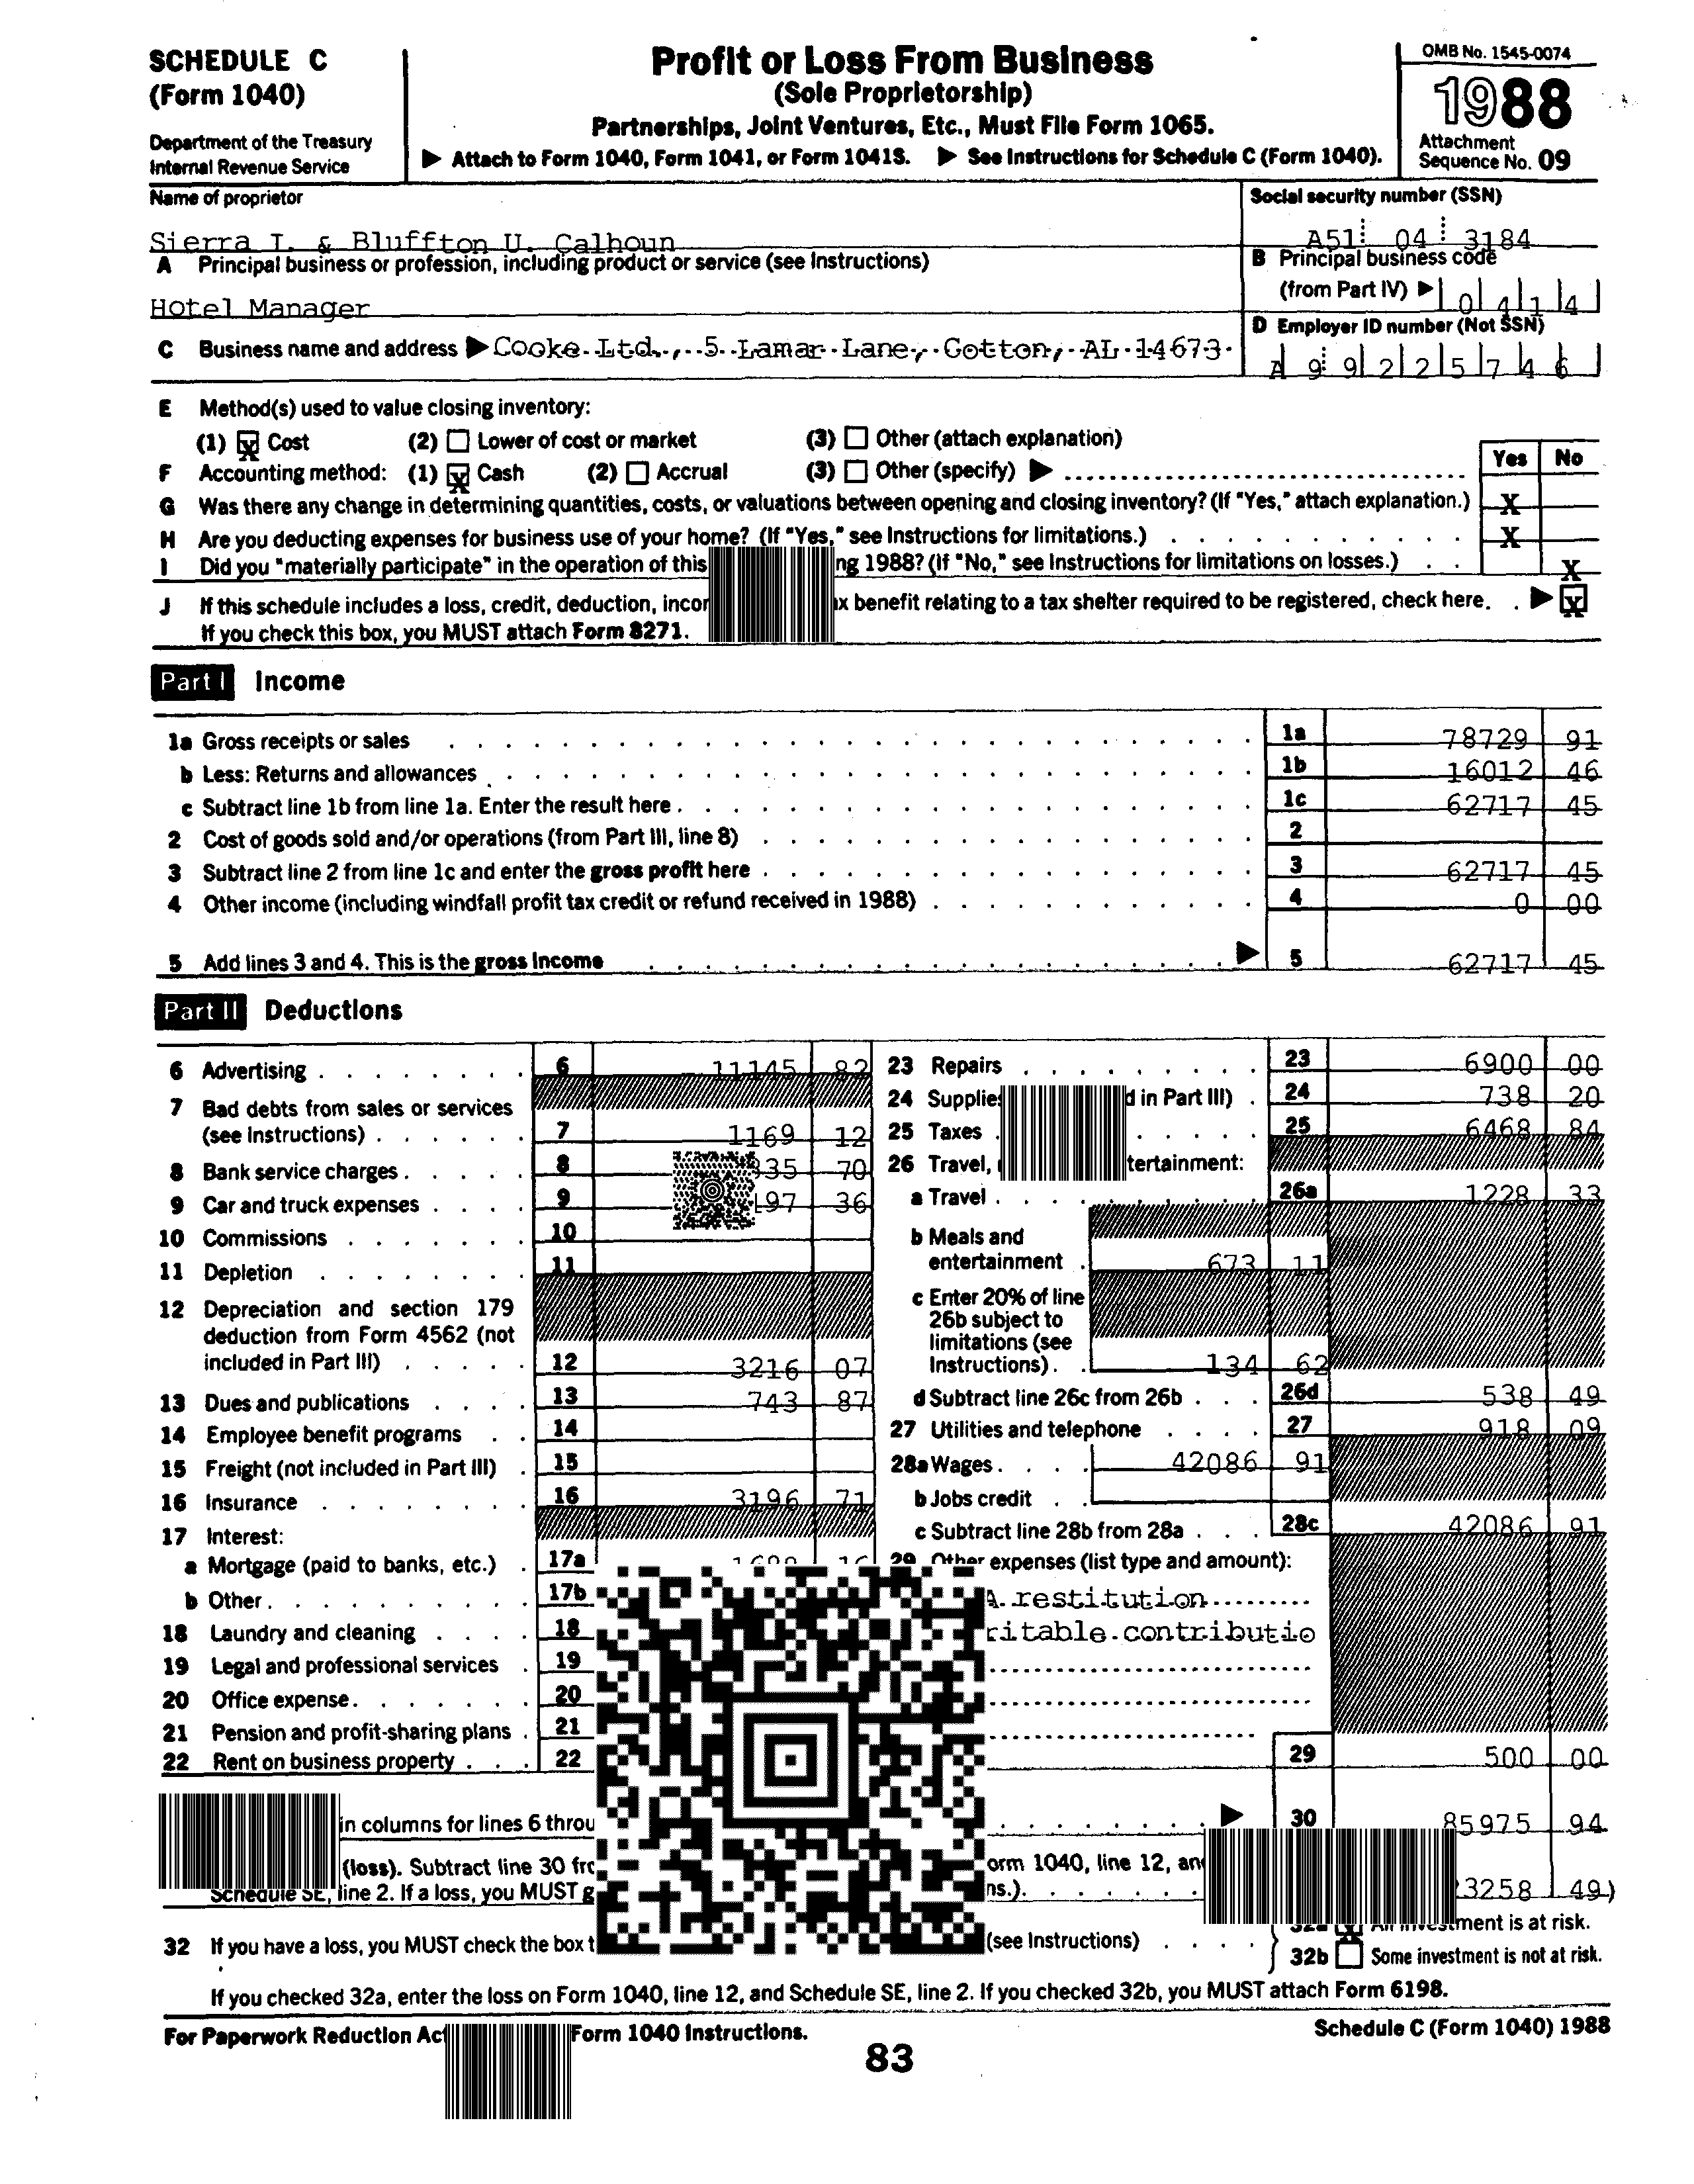 SCHEDULE C
(Form 1040)
Department of the Treasury
Internal Revenue Service
Profit or Loss From Business
(Sole Proprietorship)
Partnerships, Joint Ventures, Etc., Must File Form 1065.
▶ Attach to Form 1040, Form 1041, or Form 1041S. ▶ See Instructions for Schedule C (Form 1040).
OMB No. 1545-0074
1988
Attachment
Sequence No. 09
Name of proprietor
Sierra T. & Bluffton U. Calhoun
Social security number (SSN)
A51 04 3184
A Principal business or profession, including product or service (see Instructions)
Hotel Manager
B Principal business code
(from Part IV) ▶ 0 4 1 4
C Business name and address ▶ Cooke Ltd., 5 Lamar Lane, Cotton, AL 14673
D Employer ID number (Not SSN)
A 9 9 2 2 5 7 4 6
E Method(s) used to value closing inventory:
(1) X Cost (2) Lower of cost or market (3) Other (attach explanation)
F Accounting method: (1) X Cash (2) Accrual (3) Other (specify) ▶
Yes No
G Was there any change in determining quantities, costs, or valuations between opening and closing inventory? (If "Yes," attach explanation.) X
H Are you deducting expenses for business use of your home? (If "Yes," see Instructions for limitations.) X
I Did you "materially participate" in the operation of this ng 1988? (If "No," see Instructions for limitations on losses.) X
J If this schedule includes a loss, credit, deduction, incor x benefit relating to a tax shelter required to be registered, check here. ▶ X
If you check this box, you MUST attach Form 8271.
Part I Income
1a Gross receipts or sales 1a 78729 91
b Less: Returns and allowances 1b 16012 46
c Subtract line 1b from line 1a. Enter the result here 1c 62717 45
2 Cost of goods sold and/or operations (from Part III, line 8) 2
3 Subtract line 2 from line 1c and enter the gross profit here 3 62717 45
4 Other income (including windfall profit tax credit or refund received in 1988) 4 0 00
5 Add lines 3 and 4. This is the gross income ▶ 5 62717 45
Part II Deductions
6 Advertising 6 11145 82
7 Bad debts from sales or services
(see Instructions) 7 1169 12
8 Bank service charges 8 335 70
9 Car and truck expenses 9 97 36
10 Commissions 10
11 Depletion 11
12 Depreciation and section 179
deduction from Form 4562 (not
included in Part III) 12 3216 07
13 Dues and publications 13 743 87
14 Employee benefit programs 14
15 Freight (not included in Part III) 15
16 Insurance 16 3196 71
17 Interest:
a Mortgage (paid to banks, etc.) 17a
b Other 17b
18 Laundry and cleaning 18
19 Legal and professional services 19
20 Office expense 20
21 Pension and profit-sharing plans 21
22 Rent on business property 22
23 Repairs 23 6900 00
24 Supplies d in Part III) 24 738 20
25 Taxes 25 6468 84
26 Travel, tertainment:
a Travel 26a 1228 33
b Meals and
entertainment 673 11
c Enter 20% of line
26b subject to
limitations (see
Instructions) 134 62
d Subtract line 26c from 26b 26d 538 49
27 Utilities and telephone 27 918 09
28a Wages 42086 91
b Jobs credit
c Subtract line 28b from 28a 28c 42086 91
29 Other expenses (list type and amount):
A restitution
ritable contributio
29 500 00
in columns for lines 6 throu ▶ 30 85975 94
(loss). Subtract line 30 fro orm 1040, line 12, and
Schedule SE, line 2. If a loss, you MUST g ns.) 3258 49)
32a X All investment is at risk.
32 If you have a loss, you MUST check the box t (see Instructions)
32b Some investment is not at risk.
If you checked 32a, enter the loss on Form 1040, line 12, and Schedule SE, line 2. If you checked 32b, you MUST attach Form 6198.
For Paperwork Reduction Act Form 1040 Instructions.
83
Schedule C (Form 1040) 1988